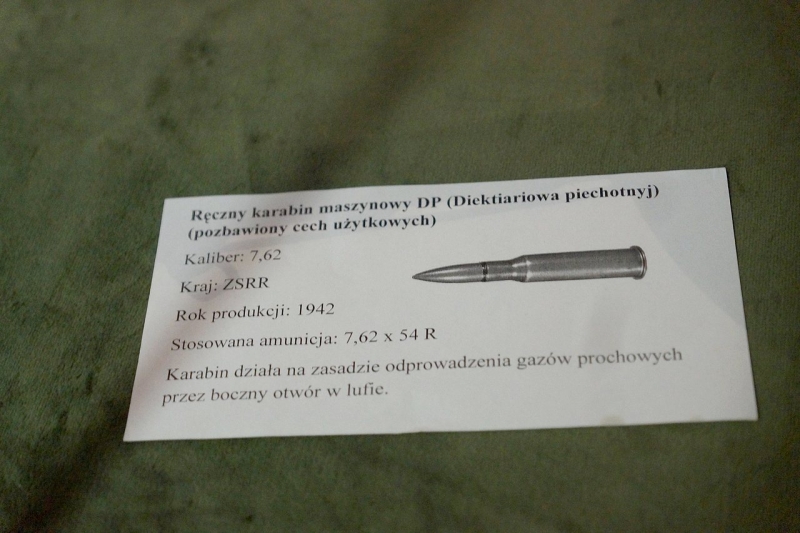 Ręczny karabin maszynowy DP (Diektiariowa piechotnyj)
(pozbawiony cech użytkowych)
Kaliber: 7,62
Kraj: ZSRR
Rok produkcji: 1942
Stosowana amunicja: 7,62 x 54 R
Karabin działa na zasadzie odprowadzenia gazów prochowych
przez boczny otwór w lufie.